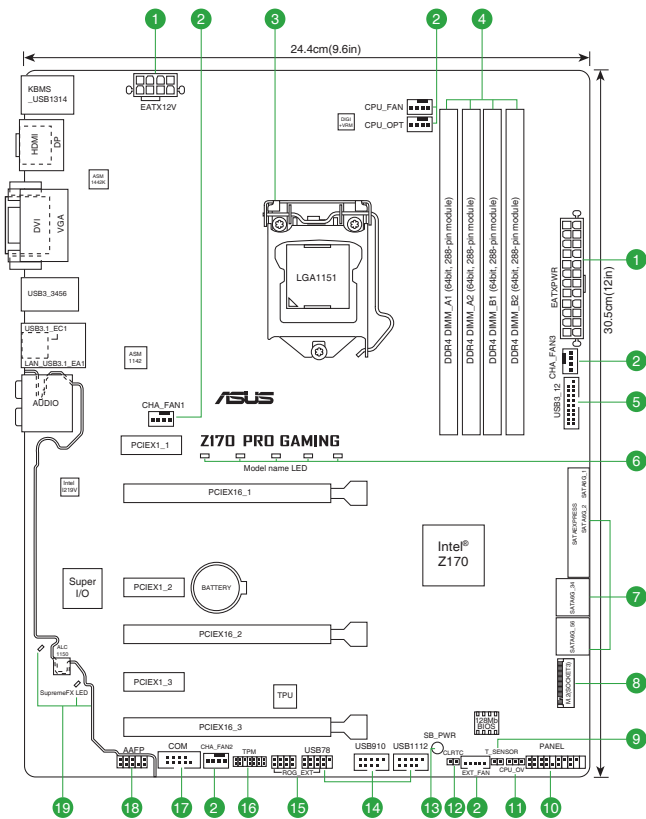 1
2
3
2
4
24.4cm(9.6in)
KBMS
_USB1314
EATX12V
CPU_FAN
CPU_OPT
DIGI
+VRM
HDMI
DP
ASM
1442K
DVI
VGA
LGA1151
DDR4 DIMM_A1 (64bit, 288-pin module)
DDR4 DIMM_A2 (64bit, 288-pin module)
DDR4 DIMM_B1 (64bit, 288-pin module)
DDR4 DIMM_B2 (64bit, 288-pin module)
EATXPWR
1
30.5cm(12in)
USB3_3456
USB3.1_EC1
LAN_USB3.1_EA1
ASM
1142
CHA_FAN3
2
AUDIO
USB3_12
5
CHA_FAN1
ASUS
PCIEX1_1
Z170 PRO GAMING
Model name LED
6
Intel
I219V
PCIEX16_1
SATA6G_1
SATA6G_2
SATAEXPRESS
Intel®
Z170
Super
I/O
PCIEX1_2
BATTERY
SATA6G_34
7
PCIEX16_2
SATA6G_56
ALC
1150
SupremeFX LED
PCIEX1_3
TPU
M.2(SOCKET3)
8
128Mb
BIOS
PCIEX16_3
SB_PWR
9
AAFP
COM
CHA_FAN2
TPM
USB78
USB910
USB1112
CLRTC
T_SENSOR
PANEL
ROG_EXT
EXT_FAN
CPU_OV
19
18
17
2
16
15
14
13
12
2
11
10